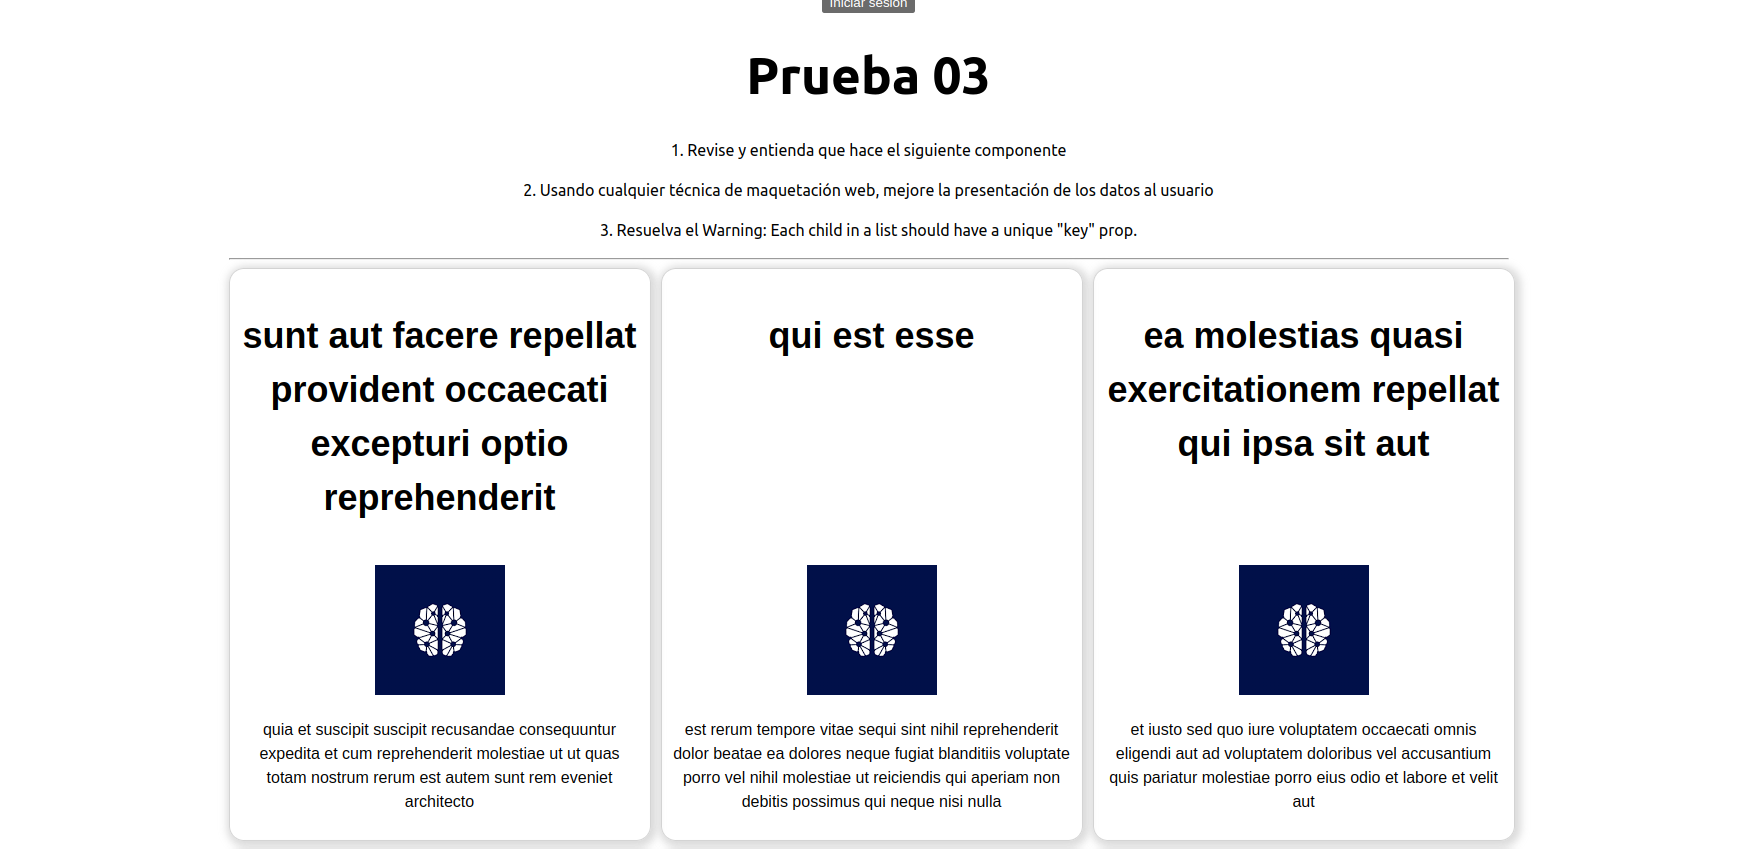 Iniciar sesión
Prueba 03
1. Revise y entienda que hace el siguiente componente
2. Usando cualquier técnica de maquetación web, mejore la presentación de los datos al usuario
3. Resuelva el Warning: Each child in a list should have a unique "key" prop.
sunt aut facere repellat
provident occaecati
excepturi optio
reprehenderit
quia et suscipit suscipit recusandae consequuntur
expedita et cum reprehenderit molestiae ut ut quas
totam nostrum rerum est autem sunt rem eveniet
architecto
qui est esse
est rerum tempore vitae sequi sint nihil reprehenderit
dolor beatae ea dolores neque fugiat blanditiis voluptate
porro vel nihil molestiae ut reiciendis qui aperiam non
debitis possimus qui neque nisi nulla
ea molestias quasi
exercitationem repellat
qui ipsa sit aut
et iusto sed quo iure voluptatem occaecati omnis
eligendi aut ad voluptatem doloribus vel accusantium
quis pariatur molestiae porro eius odio et labore et velit
aut